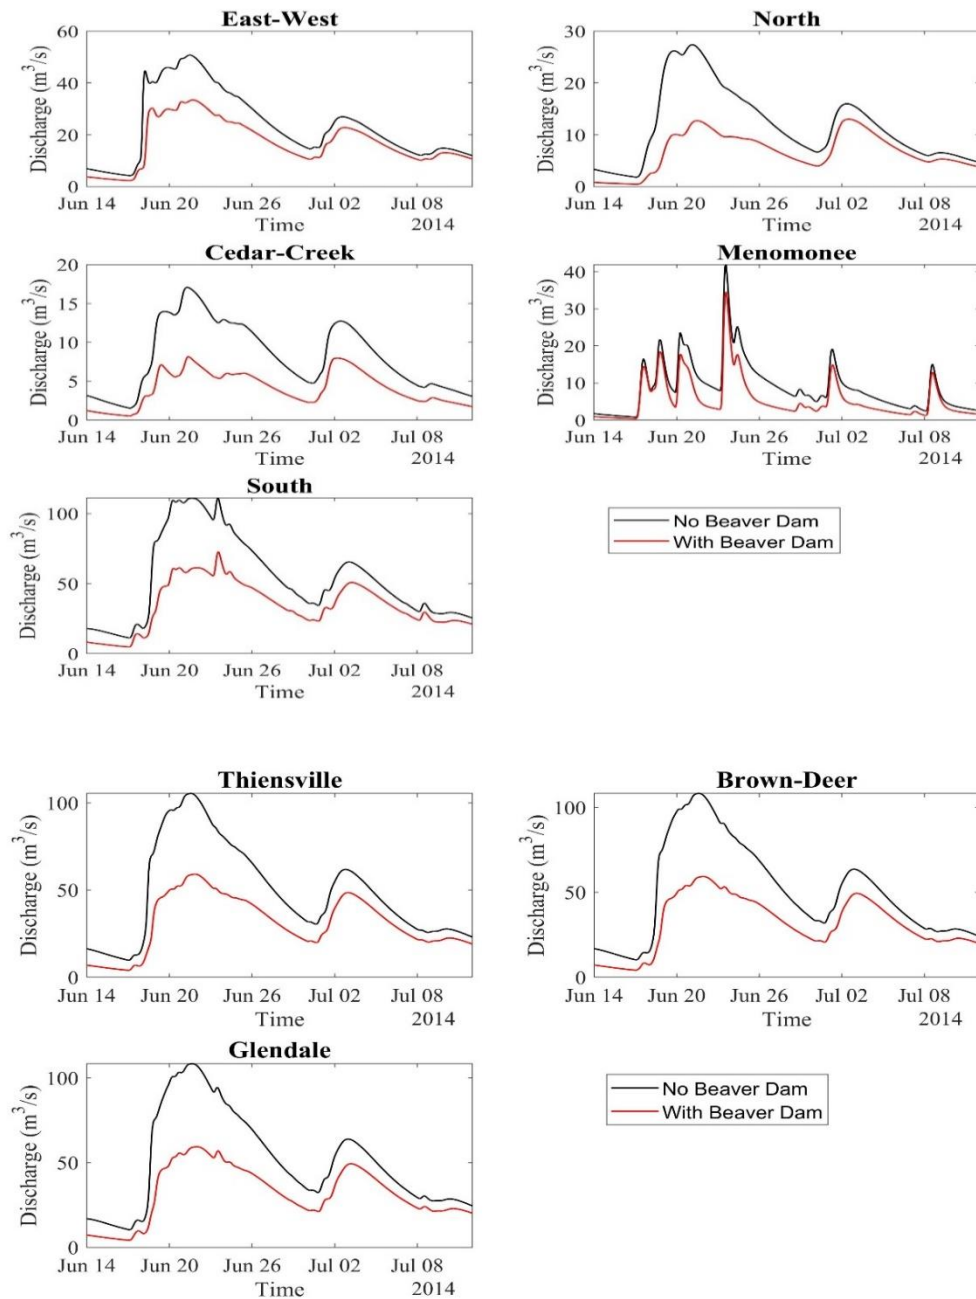 East-West
Discharge (m³/s)
60
40
20
0
Jun 14 Jun 20 Jun 26 Jul 02 Jul 08
Time 2014
North
Discharge (m³/s)
30
20
10
0
Jun 14 Jun 20 Jun 26 Jul 02 Jul 08
Time 2014
Cedar-Creek
Discharge (m³/s)
20
15
10
5
0
Jun 14 Jun 20 Jun 26 Jul 02 Jul 08
Time 2014
Menomonee
Discharge (m³/s)
40
30
20
10
0
Jun 14 Jun 20 Jun 26 Jul 02 Jul 08
Time 2014
South
Discharge (m³/s)
100
50
0
Jun 14 Jun 20 Jun 26 Jul 02 Jul 08
Time 2014
No Beaver Dam
With Beaver Dam
Thiensville
Discharge (m³/s)
100
50
0
Jun 14 Jun 20 Jun 26 Jul 02 Jul 08
Time 2014
Brown-Deer
Discharge (m³/s)
100
50
0
Jun 14 Jun 20 Jun 26 Jul 02 Jul 08
Time 2014
Glendale
Discharge (m³/s)
100
50
0
Jun 14 Jun 20 Jun 26 Jul 02 Jul 08
Time 2014
No Beaver Dam
With Beaver Dam